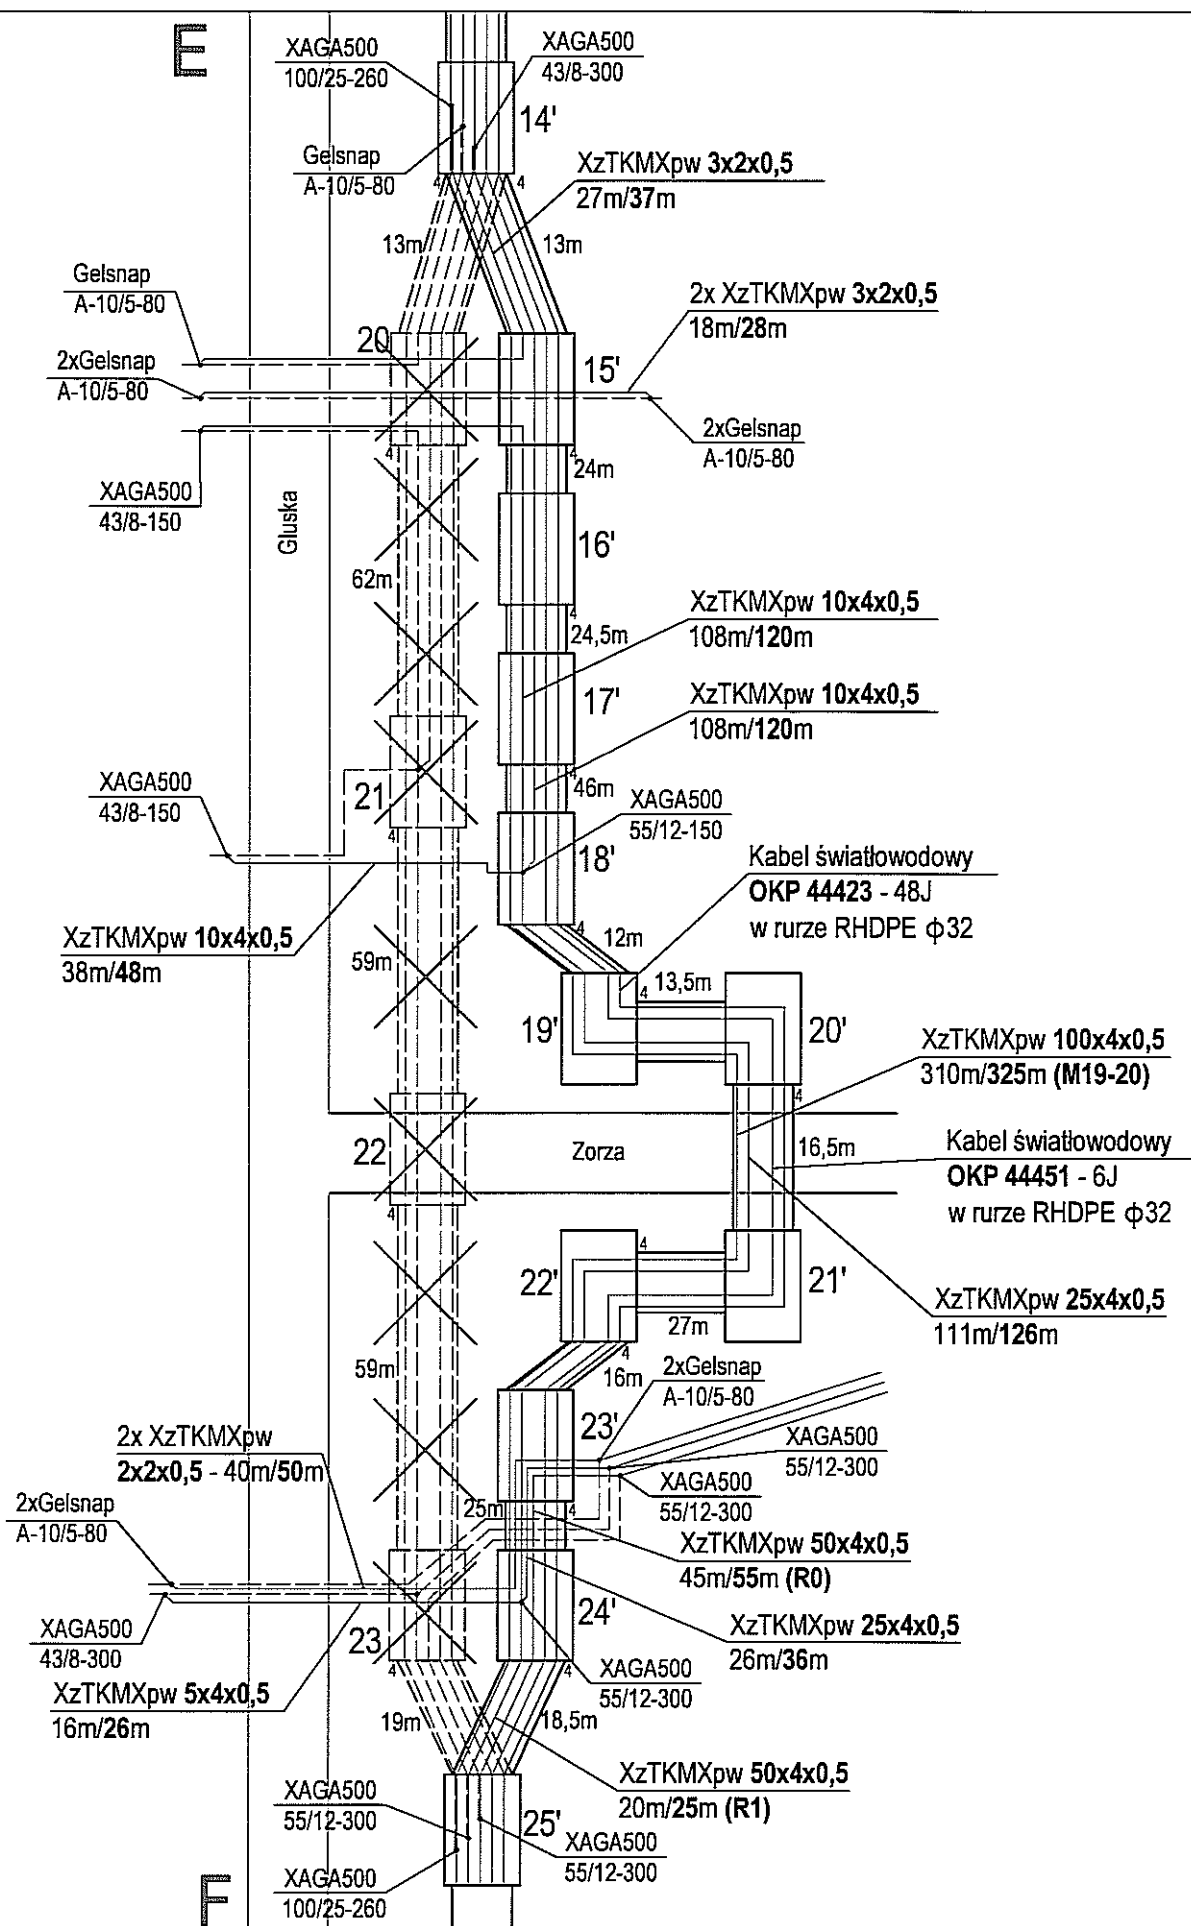 E
XAGA500
100/25-260
XAGA500
43/8-300
14'
Gelsnap
A-10/5-80
XzTKMXpw 3x2x0,5
27m/37m
4
4
13m
13m
Gelsnap
A-10/5-80
2x XzTKMXpw 3x2x0,5
18m/28m
20
15'
2xGelsnap
A-10/5-80
2xGelsnap
A-10/5-80
4
4
24m
XAGA500
43/8-150
Gluska
16'
62m
4
24,5m
XzTKMXpw 10x4x0,5
108m/120m
17'
XzTKMXpw 10x4x0,5
108m/120m
4
46m
XAGA500
43/8-150
21
XAGA500
55/12-150
4
18'
Kabel światłowodowy
OKP 44423 - 48J
w rurze RHDPE ϕ32
4
12m
XzTKMXpw 10x4x0,5
38m/48m
59m
4
13,5m
19'
20'
XzTKMXpw 100x4x0,5
310m/325m (M19-20)
4
22
Zorza
16,5m
Kabel światłowodowy
OKP 44451 - 6J
w rurze RHDPE ϕ32
4
4
22'
21'
27m
XzTKMXpw 25x4x0,5
111m/126m
4
59m
16m
2xGelsnap
A-10/5-80
23'
2x XzTKMXpw
2x2x0,5 - 40m/50m
XAGA500
55/12-300
XAGA500
55/12-300
2xGelsnap
A-10/5-80
25m
4
XzTKMXpw 50x4x0,5
45m/55m (R0)
24'
XAGA500
43/8-300
23
XzTKMXpw 25x4x0,5
26m/36m
4
4
XAGA500
55/12-300
XzTKMXpw 5x4x0,5
16m/26m
19m
18,5m
XzTKMXpw 50x4x0,5
20m/25m (R1)
XAGA500
55/12-300
25'
XAGA500
55/12-300
XAGA500
100/25-260
F